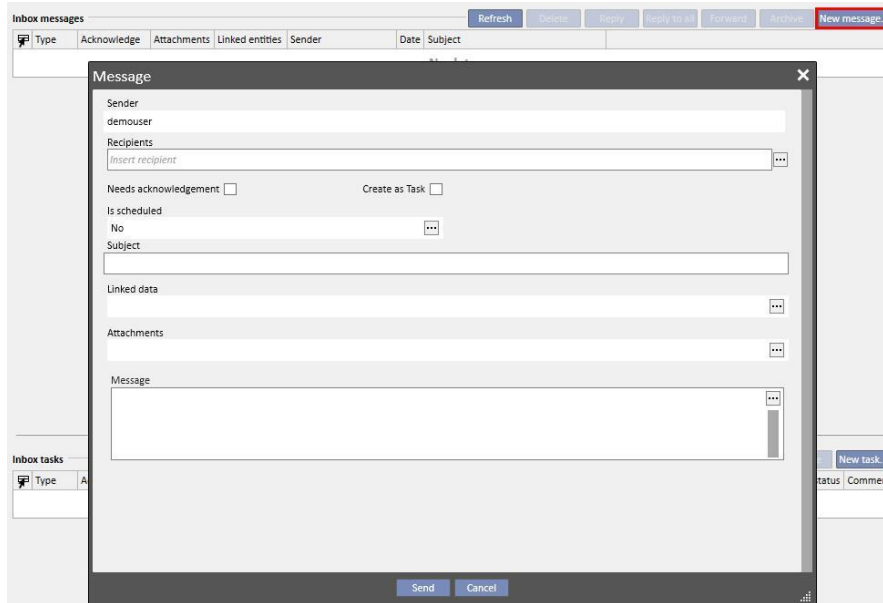 Inbox messages Refresh Delete Reply Reply to all Forward Archive New message.
Type Acknowledge Attachments Linked entities Sender Date Subject
Message
Sender
demouser
Recipients
Insert recipient
Needs acknowledgement Create as Task
Is scheduled
No
Subject
Linked data
Attachments
Message
Inbox tasks New task.
Type
Send Cancel